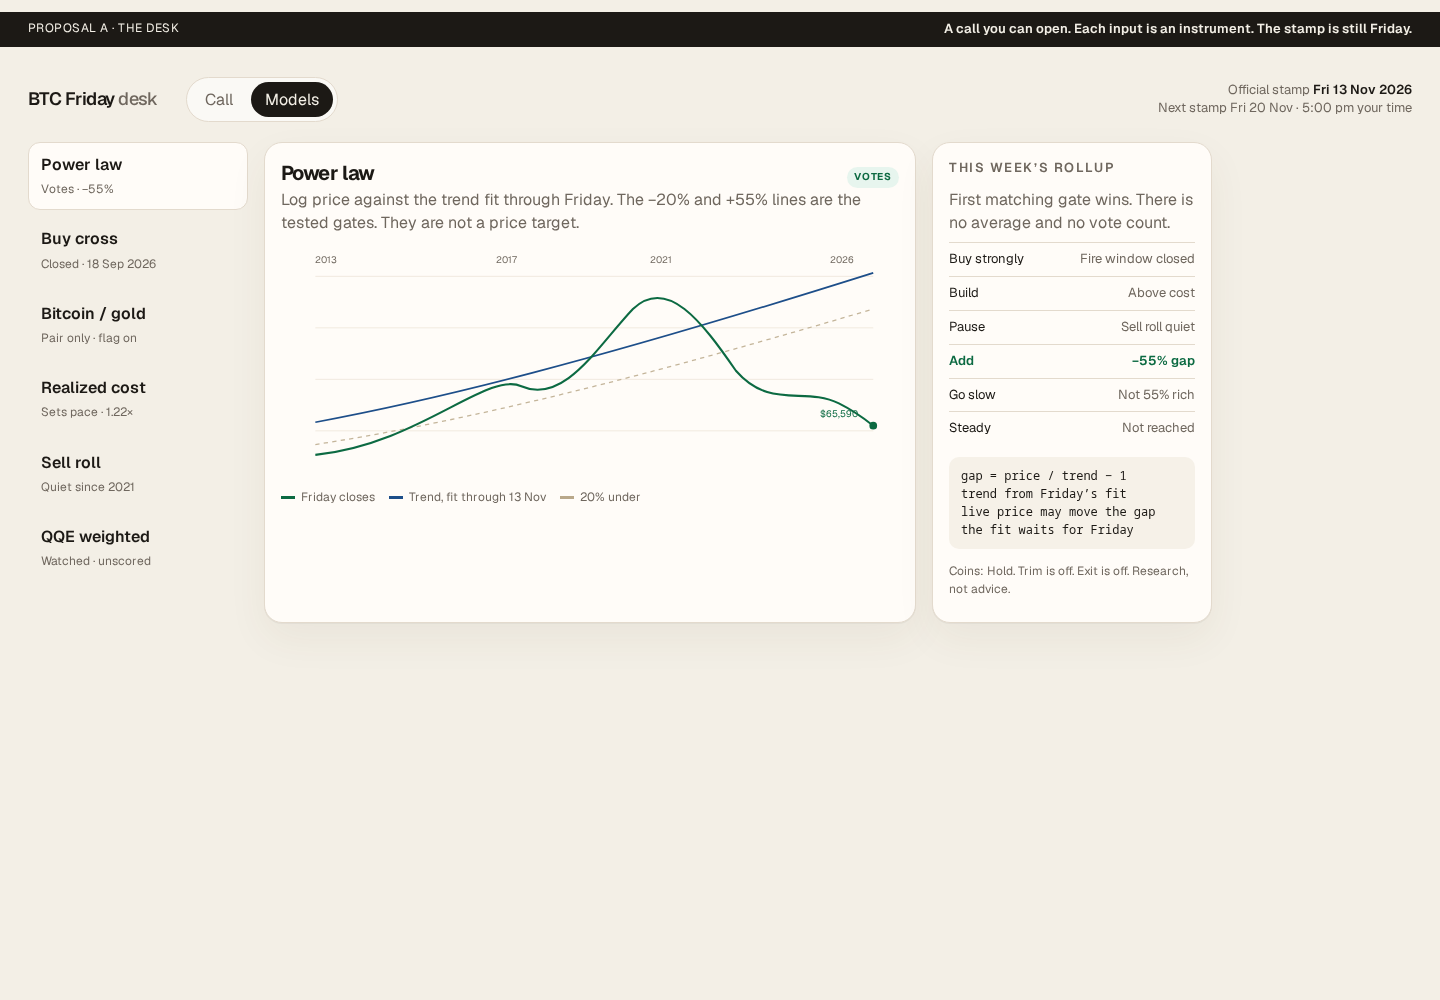 PROPOSAL A · THE DESK
A call you can open. Each input is an instrument. The stamp is still Friday.
BTC Friday desk
Call
Models
Official stamp Fri 13 Nov 2026
Next stamp Fri 20 Nov · 5:00 pm your time
Power law
Votes · −55%
Buy cross
Closed · 18 Sep 2026
Bitcoin / gold
Pair only · flag on
Realized cost
Sets pace · 1.22×
Sell roll
Quiet since 2021
QQE weighted
Watched · unscored
Power law
VOTES
Log price against the trend fit through Friday. The −20% and +55% lines are the
tested gates. They are not a price target.
2013
2017
2021
2026
$65,590
Friday closes
Trend, fit through 13 Nov
20% under
THIS WEEK’S ROLLUP
First matching gate wins. There is
no average and no vote count.
Buy strongly Fire window closed
Build Above cost
Pause Sell roll quiet
Add −55% gap
Go slow Not 55% rich
Steady Not reached
gap = price / trend − 1
trend from Friday’s fit
live price may move the gap
the fit waits for Friday
Coins: Hold. Trim is off. Exit is off. Research,
not advice.